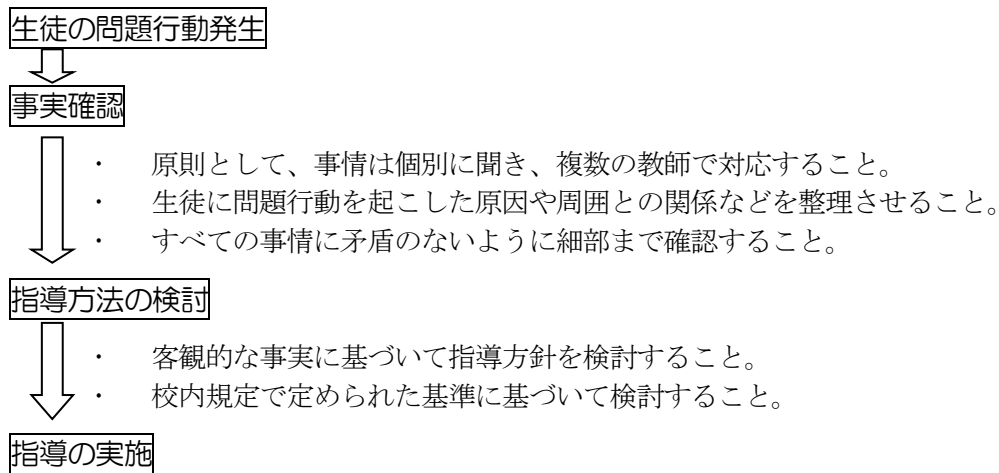 生徒の問題行動発生
事実確認
・ 原則として、事情は個別に聞き、複数の教師で対応すること。
・ 生徒に問題行動を起こした原因や周囲との関係などを整理させること。
・ すべての事情に矛盾のないように細部まで確認すること。
指導方法の検討
・ 客観的な事実に基づいて指導方針を検討すること。
・ 校内規定で定められた基準に基づいて検討すること。
指導の実施